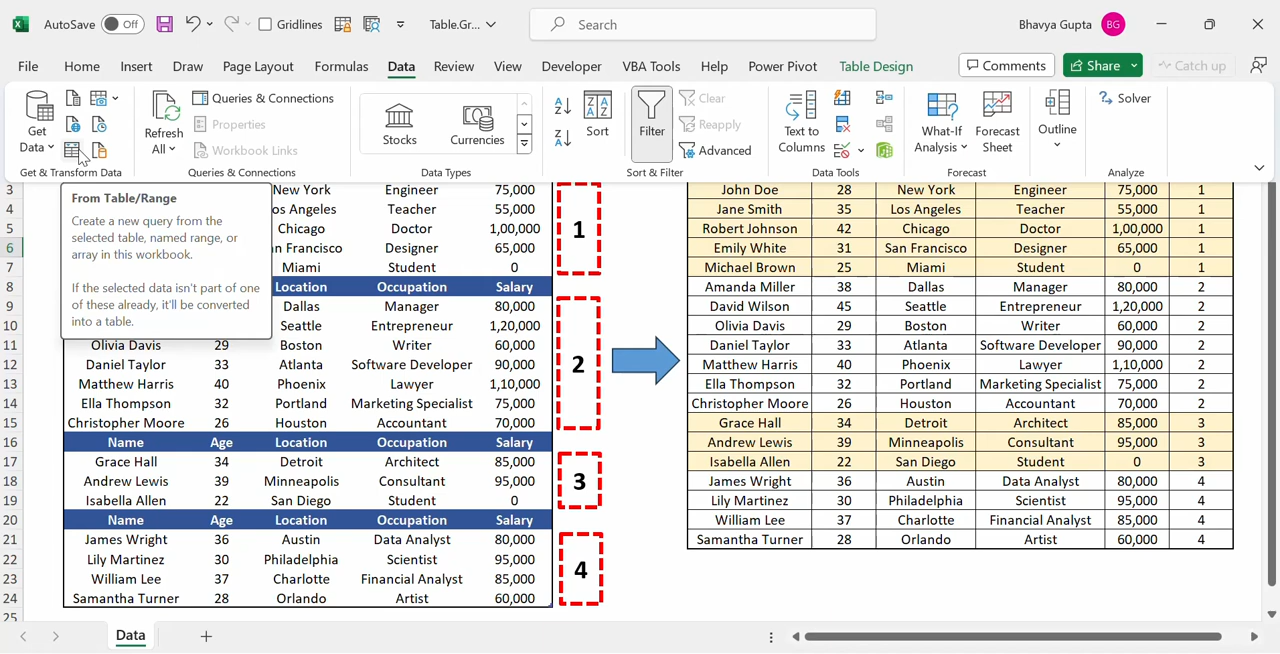 AutoSave Off Gridlines Table.Gr... Search Bhavya Gupta BG
File Home Insert Draw Page Layout Formulas Data Review View Developer VBA Tools Help Power Pivot Table Design Comments Share Catch up
Get Data
Refresh All
Queries & Connections
Properties
Workbook Links
Stocks
Currencies
Sort
Filter
Clear
Reapply
Advanced
Text to Columns
What-If Analysis
Forecast Sheet
Outline
Solver
Get & Transform Data Queries & Connections Data Types Sort & Filter Data Tools Forecast Analyze
From Table/Range
Create a new query from the
selected table, named range, or
array in this workbook.
If the selected data isn't part of one
of these already, it'll be converted
into a table.
3 New York Engineer 75,000
4 os Angeles Teacher 55,000
5 Chicago Doctor 1,00,000
6 n Francisco Designer 65,000
7 Miami Student 0
8 Location Occupation Salary
9 Dallas Manager 80,000
10 Seattle Entrepreneur 1,20,000
11 Olivia Davis 29 Boston Writer 60,000
12 Daniel Taylor 33 Atlanta Software Developer 90,000
13 Matthew Harris 40 Phoenix Lawyer 1,10,000
14 Ella Thompson 32 Portland Marketing Specialist 75,000
15 Christopher Moore 26 Houston Accountant 70,000
16 Name Age Location Occupation Salary
17 Grace Hall 34 Detroit Architect 85,000
18 Andrew Lewis 39 Minneapolis Consultant 95,000
19 Isabella Allen 22 San Diego Student 0
20 Name Age Location Occupation Salary
21 James Wright 36 Austin Data Analyst 80,000
22 Lily Martinez 30 Philadelphia Scientist 95,000
23 William Lee 37 Charlotte Financial Analyst 85,000
24 Samantha Turner 28 Orlando Artist 60,000
25
1
2
3
4
John Doe 28 New York Engineer 75,000 1
Jane Smith 35 Los Angeles Teacher 55,000 1
Robert Johnson 42 Chicago Doctor 1,00,000 1
Emily White 31 San Francisco Designer 65,000 1
Michael Brown 25 Miami Student 0 1
Amanda Miller 38 Dallas Manager 80,000 2
David Wilson 45 Seattle Entrepreneur 1,20,000 2
Olivia Davis 29 Boston Writer 60,000 2
Daniel Taylor 33 Atlanta Software Developer 90,000 2
Matthew Harris 40 Phoenix Lawyer 1,10,000 2
Ella Thompson 32 Portland Marketing Specialist 75,000 2
Christopher Moore 26 Houston Accountant 70,000 2
Grace Hall 34 Detroit Architect 85,000 3
Andrew Lewis 39 Minneapolis Consultant 95,000 3
Isabella Allen 22 San Diego Student 0 3
James Wright 36 Austin Data Analyst 80,000 4
Lily Martinez 30 Philadelphia Scientist 95,000 4
William Lee 37 Charlotte Financial Analyst 85,000 4
Samantha Turner 28 Orlando Artist 60,000 4
Data